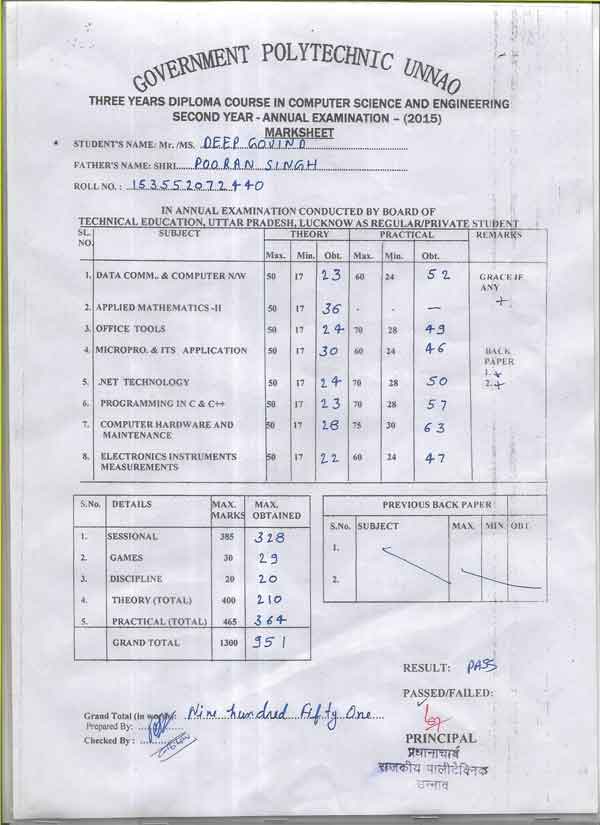 GOVERNMENT POLYTECHNIC UNNAO
THREE YEARS DIPLOMA COURSE IN COMPUTER SCIENCE AND ENGINEERING
SECOND YEAR - ANNUAL EXAMINATION – (2015)
MARKSHEET
* STUDENT'S NAME: Mr. /MS. DEEP GOVIND
FATHER'S NAME: SHRI POORAN SINGH
ROLL NO. : 153552072440
IN ANNUAL EXAMINATION CONDUCTED BY BOARD OF
TECHNICAL EDUCATION, UTTAR PRADESH, LUCKNOW AS REGULAR/PRIVATE STUDENT
SL. NO. SUBJECT THEORY PRACTICAL REMARKS
Max. Min. Obt. Max. Min. Obt.
1. DATA COMM.. & COMPUTER N/W 50 17 23 60 24 52 GRACE IF
ANY
2. APPLIED MATHEMATICS -II 50 17 36 - - —
3. OFFICE TOOLS 50 17 24 70 28 49
4. MICROPRO. & ITS APPLICATION 50 17 30 60 24 46 BACK
PAPER
1.
5. .NET TECHNOLOGY 50 17 24 70 28 50 2.
6. PROGRAMMING IN C & C++ 50 17 23 70 28 57
7. COMPUTER HARDWARE AND 50 17 28 75 30 63
MAINTENANCE
8. ELECTRONICS INSTRUMENTS 50 17 22 60 24 47
MEASUREMENTS
S.No. DETAILS MAX. MARKS MAX. OBTAINED
1. SESSIONAL 385 328
2. GAMES 30 29
3. DISCIPLINE 20 20
4. THEORY (TOTAL) 400 210
5. PRACTICAL (TOTAL) 465 364
GRAND TOTAL 1300 951
PREVIOUS BACK PAPER
S.No. SUBJECT MAX. MIN. OBT.
1.
2.
RESULT: PASS
PASSED/FAILED:
Grand Total (in words): Nine hundred Fifty One
Prepared By:
Checked By :
PRINCIPAL
प्रधानाचार्य
राजकीय पालीटेक्निक
उन्नाव